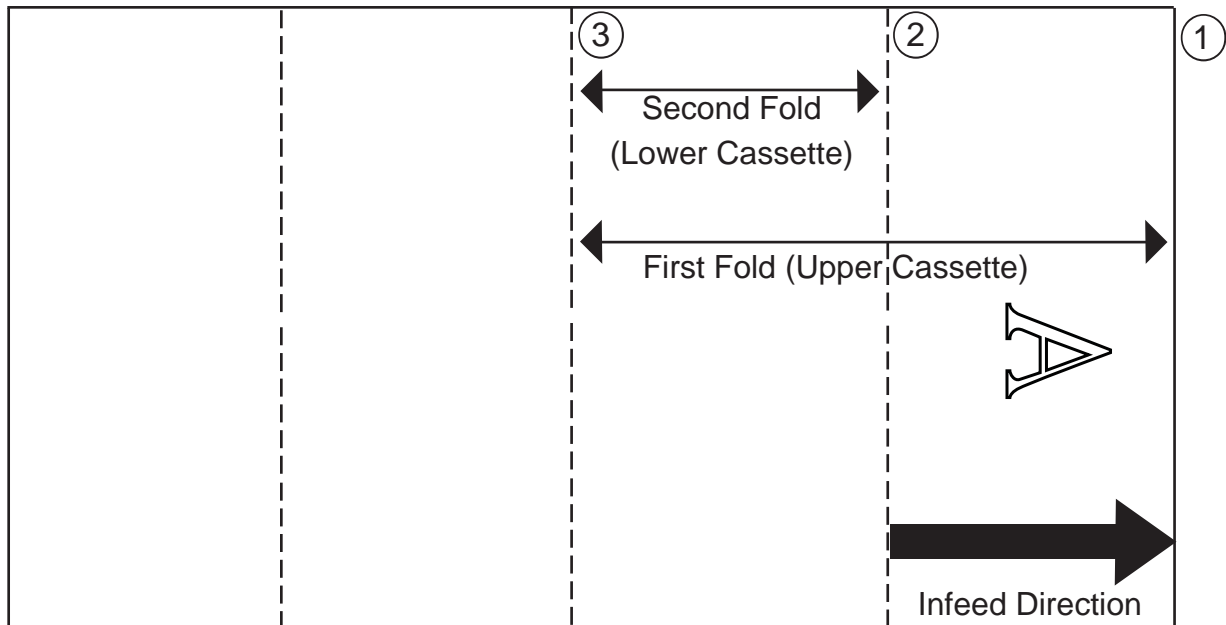 ③ ② ①
Second Fold
(Lower Cassette)
First Fold (Upper Cassette)
A
Infeed Direction